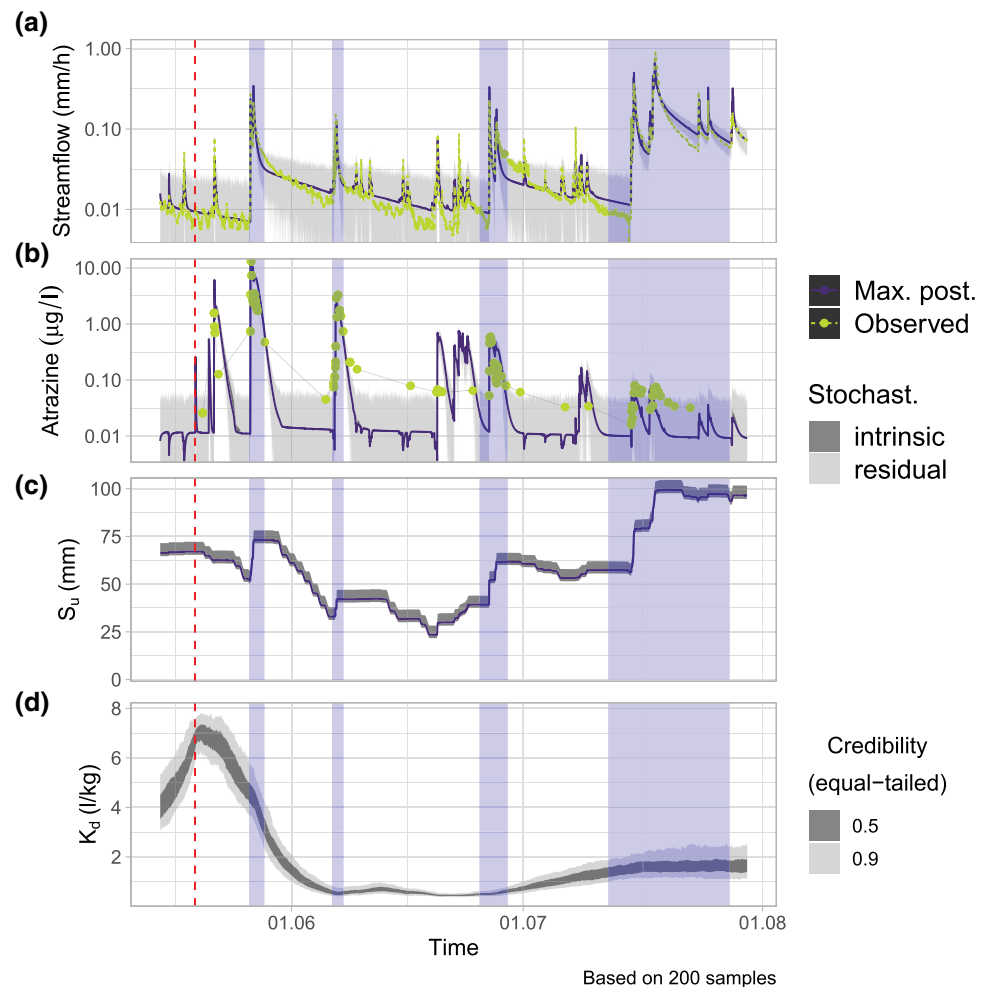 (a)
Streamflow (mm/h)
1.00
0.10
0.01
(b)
Atrazine (μg/l)
10.00
1.00
0.10
0.01
Max. post.
Observed
Stochast.
intrinsic
residual
(c)
Su (mm)
100
75
50
25
0
(d)
Kd (l/kg)
8
6
4
2
Credibility
(equal−tailed)
0.5
0.9
01.06
01.07
01.08
Time
Based on 200 samples